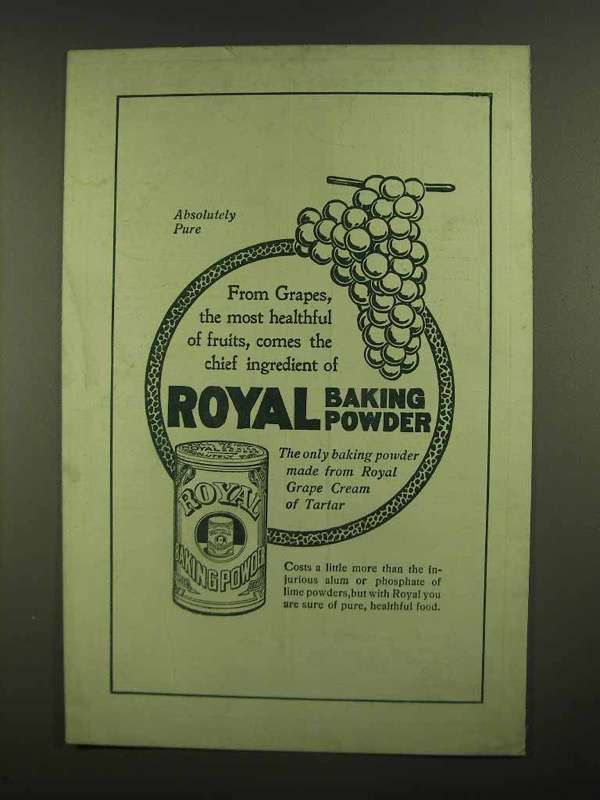 Absolutely
Pure
From Grapes,
the most healthful
of fruits, comes the
chief ingredient of
ROYAL BAKING
POWDER
The only baking powder
made from Royal
Grape Cream
of Tartar
ROYAL
BAKING POWDER
Costs a little more than the in-
jurious alum or phosphate of
lime powders, but with Royal you
are sure of pure, healthful food.